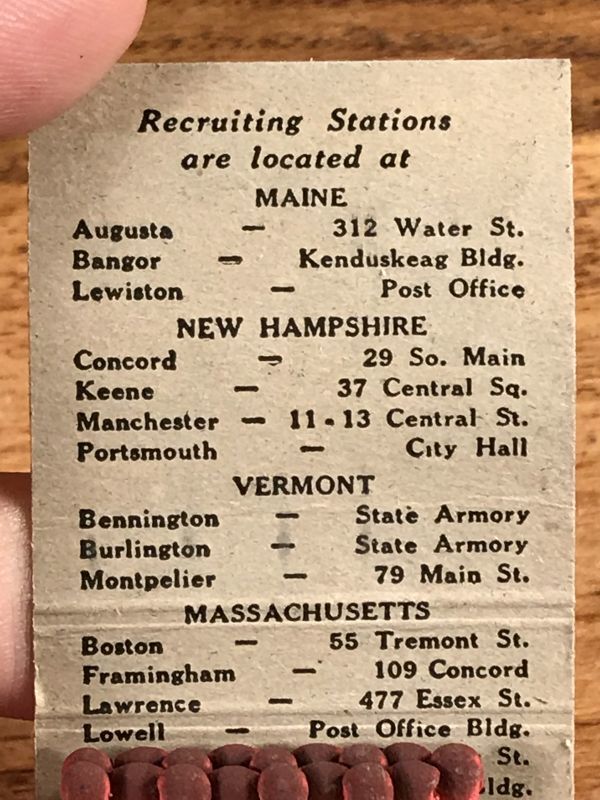 Recruiting Stations
are located at
MAINE
Augusta — 312 Water St.
Bangor — Kenduskeag Bldg.
Lewiston — Post Office
NEW HAMPSHIRE
Concord — 29 So. Main
Keene — 37 Central Sq.
Manchester — 11-13 Central St.
Portsmouth — City Hall
VERMONT
Bennington — State Armory
Burlington — State Armory
Montpelier — 79 Main St.
MASSACHUSETTS
Boston — 55 Tremont St.
Framingham — 109 Concord
Lawrence — 477 Essex St.
Lowell — Post Office Bldg.
St.